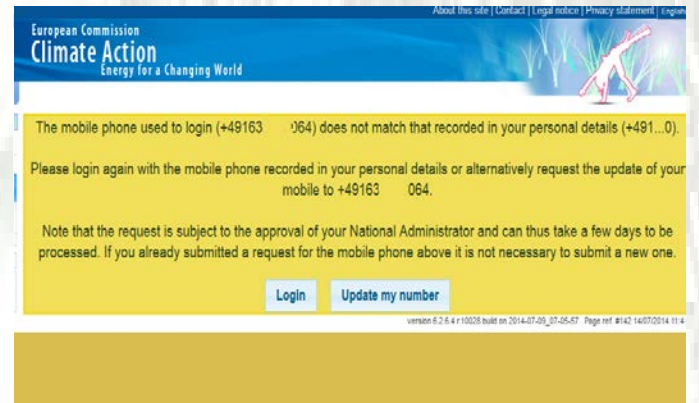 About this site | Contact | Legal notice | Privacy statement | English
European Commission
Climate Action
Energy for a Changing World
The mobile phone used to login (+49163 064) does not match that recorded in your personal details (+491...0).
Please login again with the mobile phone recorded in your personal details or alternatively request the update of your
mobile to +49163 064.
Note that the request is subject to the approval of your National Administrator and can thus take a few days to be
processed. If you already submitted a request for the mobile phone above it is not necessary to submit a new one.
Login Update my number
version 6.2.6.4 r10028 build on 2014-07-09_07-05-57 Page ref. #142 14/07/2014 11:4